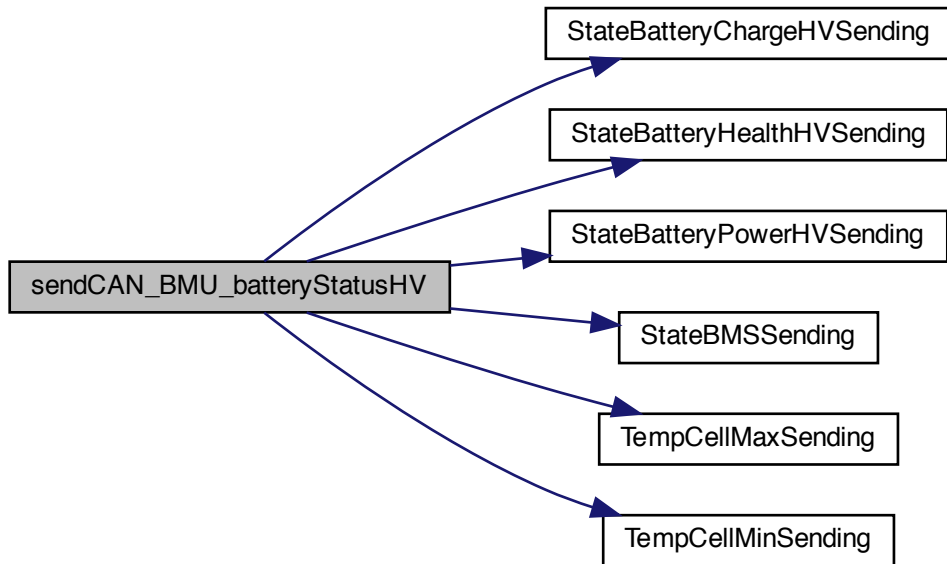 StateBatteryChargeHVSending
StateBatteryHealthHVSending
StateBatteryPowerHVSending
sendCAN_BMU_batteryStatusHV
StateBMSSending
TempCellMaxSending
TempCellMinSending